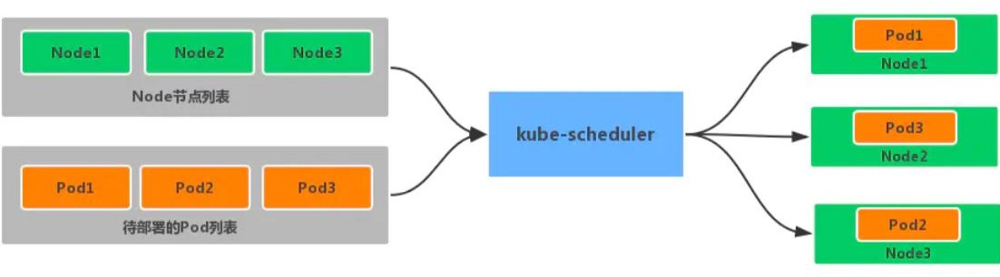 Node1 Node2 Node3
Node节点列表
Pod1 Pod2 Pod3
待部署的Pod列表
kube-scheduler
Pod1
Node1
Pod3
Node2
Pod2
Node3